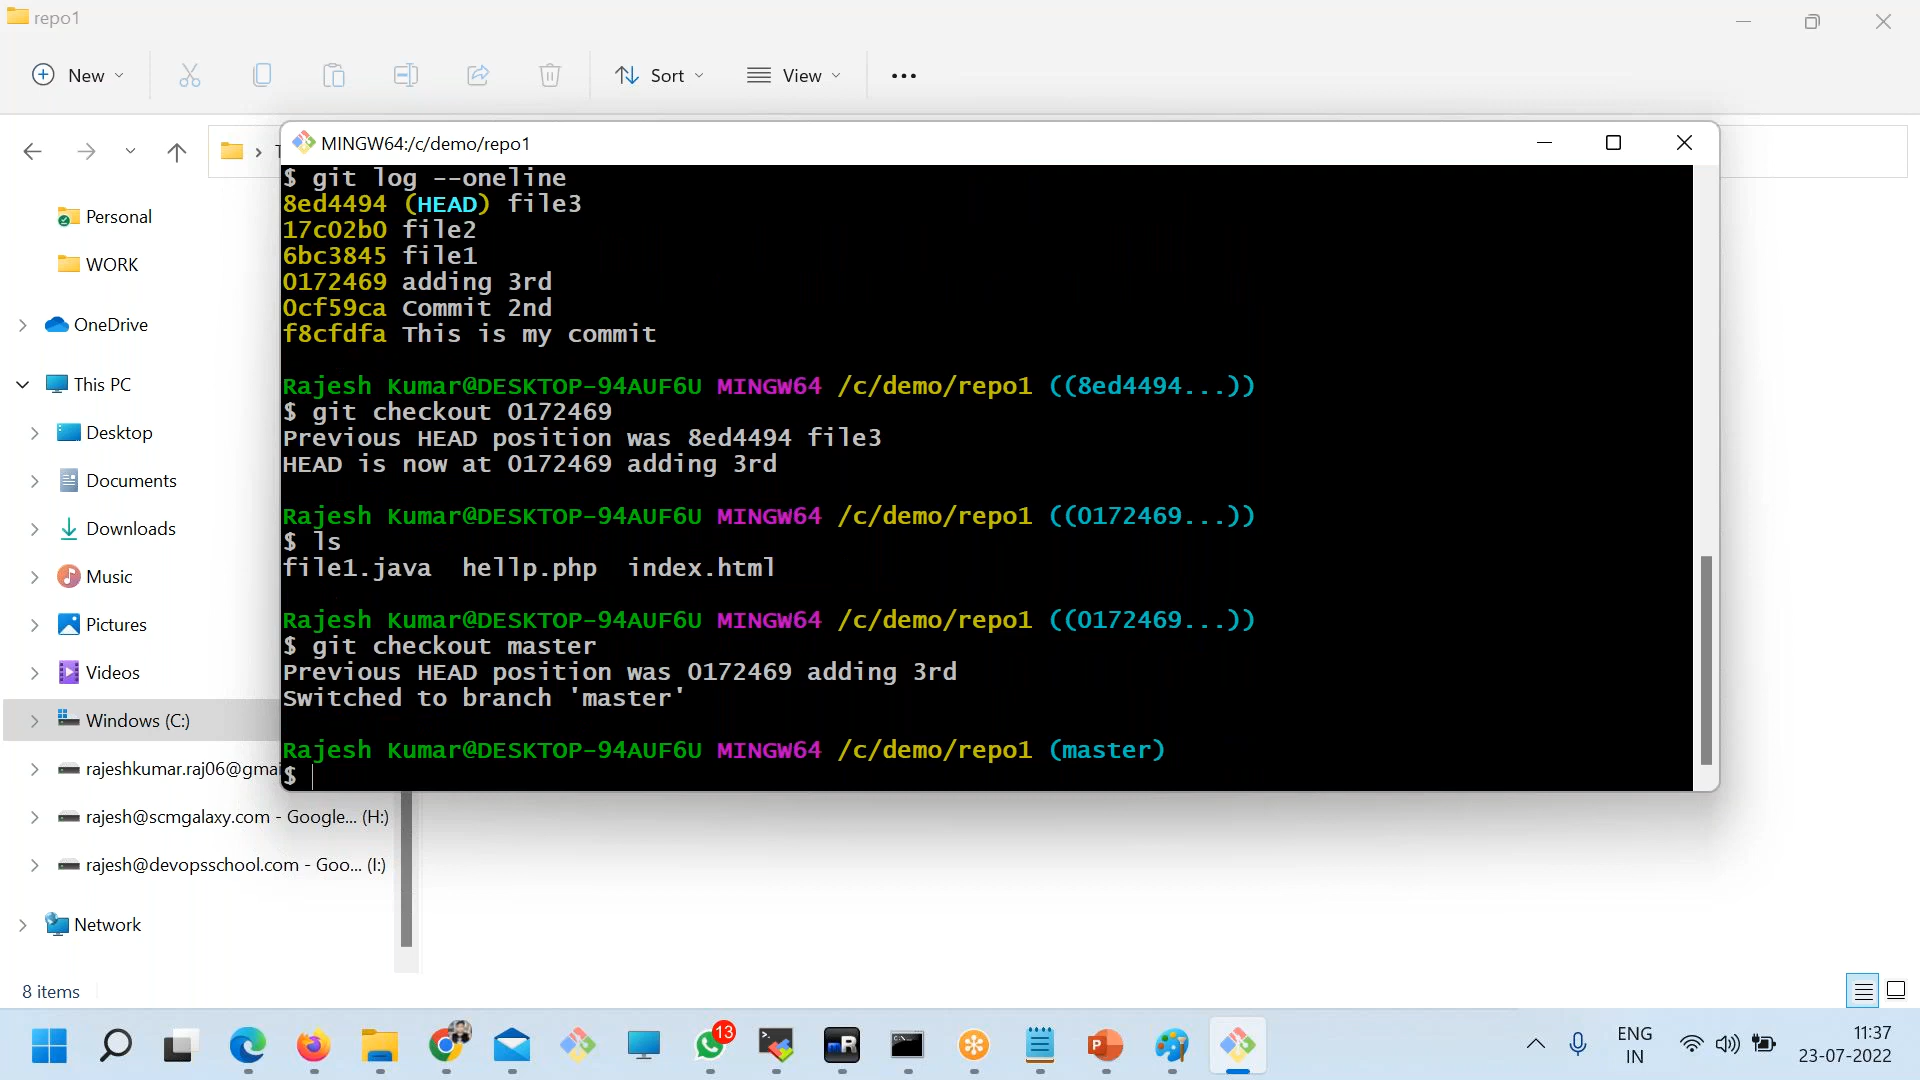 repo1
New
Sort
View
MINGW64:/c/demo/repo1
Personal
WORK
OneDrive
This PC
Desktop
Documents
Downloads
Music
Pictures
Videos
Windows (C:)
rajeshkumar.raj06@gmai
rajesh@scmgalaxy.com - Google... (H:)
rajesh@devopsschool.com - Goo... (I:)
Network
8 items
$ git log --oneline
8ed4494 (HEAD) file3
17c02b0 file2
6bc3845 file1
0172469 adding 3rd
0cf59ca Commit 2nd
f8cfdfa This is my commit
Rajesh Kumar@DESKTOP-94AUF6U MINGW64 /c/demo/repo1 ((8ed4494...))
$ git checkout 0172469
Previous HEAD position was 8ed4494 file3
HEAD is now at 0172469 adding 3rd
Rajesh Kumar@DESKTOP-94AUF6U MINGW64 /c/demo/repo1 ((0172469...))
$ ls
file1.java  hellp.php  index.html
Rajesh Kumar@DESKTOP-94AUF6U MINGW64 /c/demo/repo1 ((0172469...))
$ git checkout master
Previous HEAD position was 0172469 adding 3rd
Switched to branch 'master'
Rajesh Kumar@DESKTOP-94AUF6U MINGW64 /c/demo/repo1 (master)
$
13
ENG
IN
11:37
23-07-2022